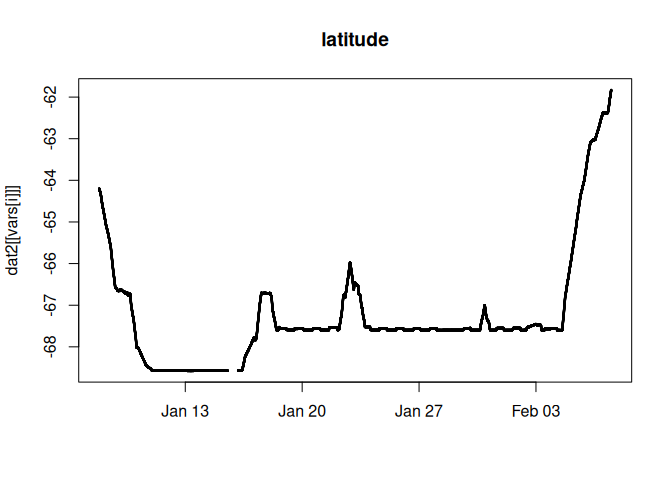 latitude
dat2[[vars[i]]]
-62
-63
-64
-65
-66
-67
-68
Jan 13
Jan 20
Jan 27
Feb 03